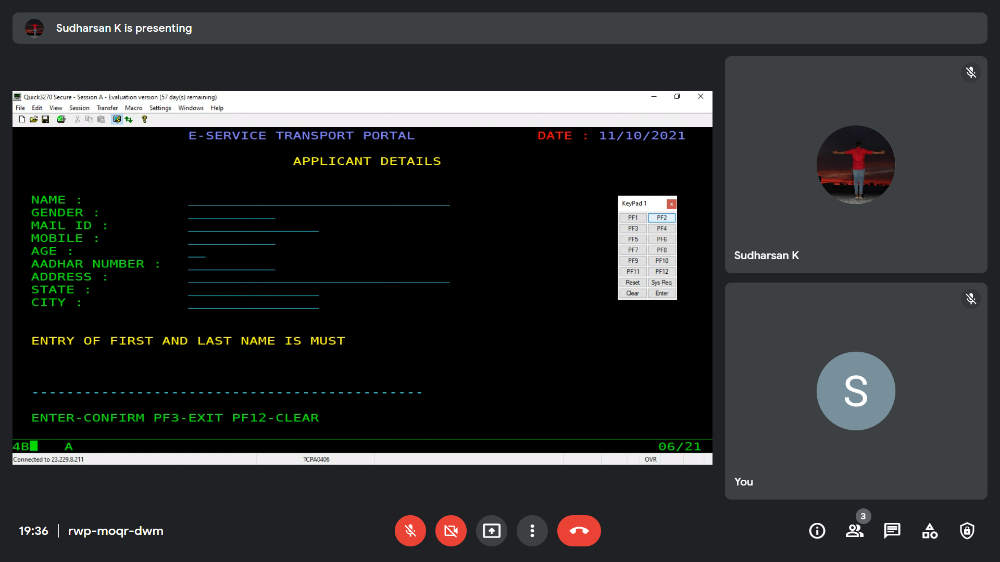 Sudharsan K is presenting
Quick3270 Secure - Session A - Evaluation version (57 day(s) remaining)
File Edit View Session Transfer Macro Settings Windows Help
E-SERVICE TRANSPORT PORTAL DATE : 11/10/2021
APPLICANT DETAILS
NAME :
GENDER :
MAIL ID :
MOBILE :
AGE :
AADHAR NUMBER :
ADDRESS :
STATE :
CITY :
ENTRY OF FIRST AND LAST NAME IS MUST
ENTER-CONFIRM PF3-EXIT PF12-CLEAR
4B A 06/21
Connected to 23.229.8.211 TCPA0406 OVR
KeyPad 1 x
PF1 PF2
PF3 PF4
PF5 PF6
PF7 PF8
PF9 PF10
PF11 PF12
Reset Sys Req
Clear Enter
Sudharsan K
S
You
19:36 | rwp-moqr-dwm
3